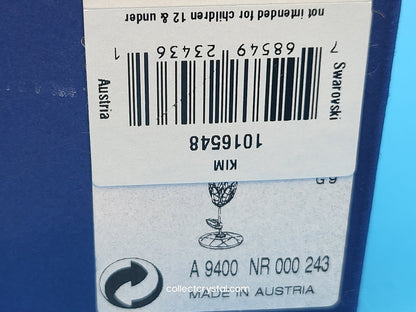 KIM
1016548
Swarovski
Austria
7 68549 23436 1
not intended for children 12 & under
A 9400 NR 000 243
MADE IN AUSTRIA
collectcrystal.com